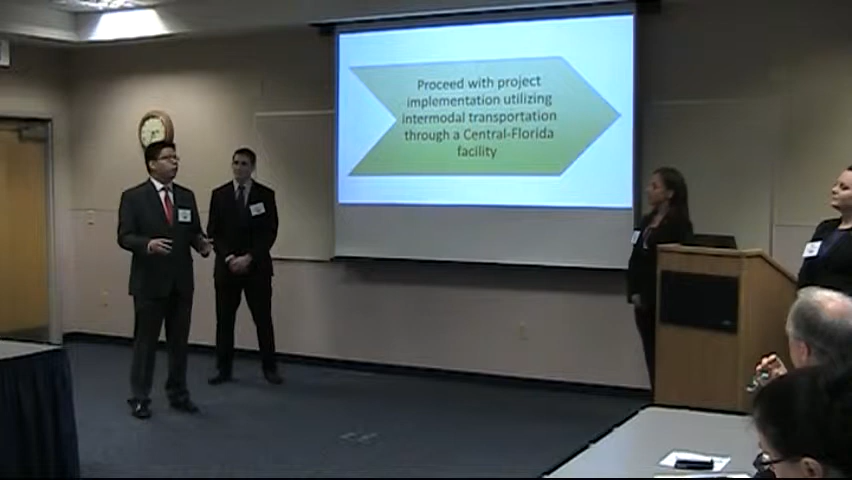 Proceed with project
implementation utilizing
intermodal transportation
through a Central-Florida
facility